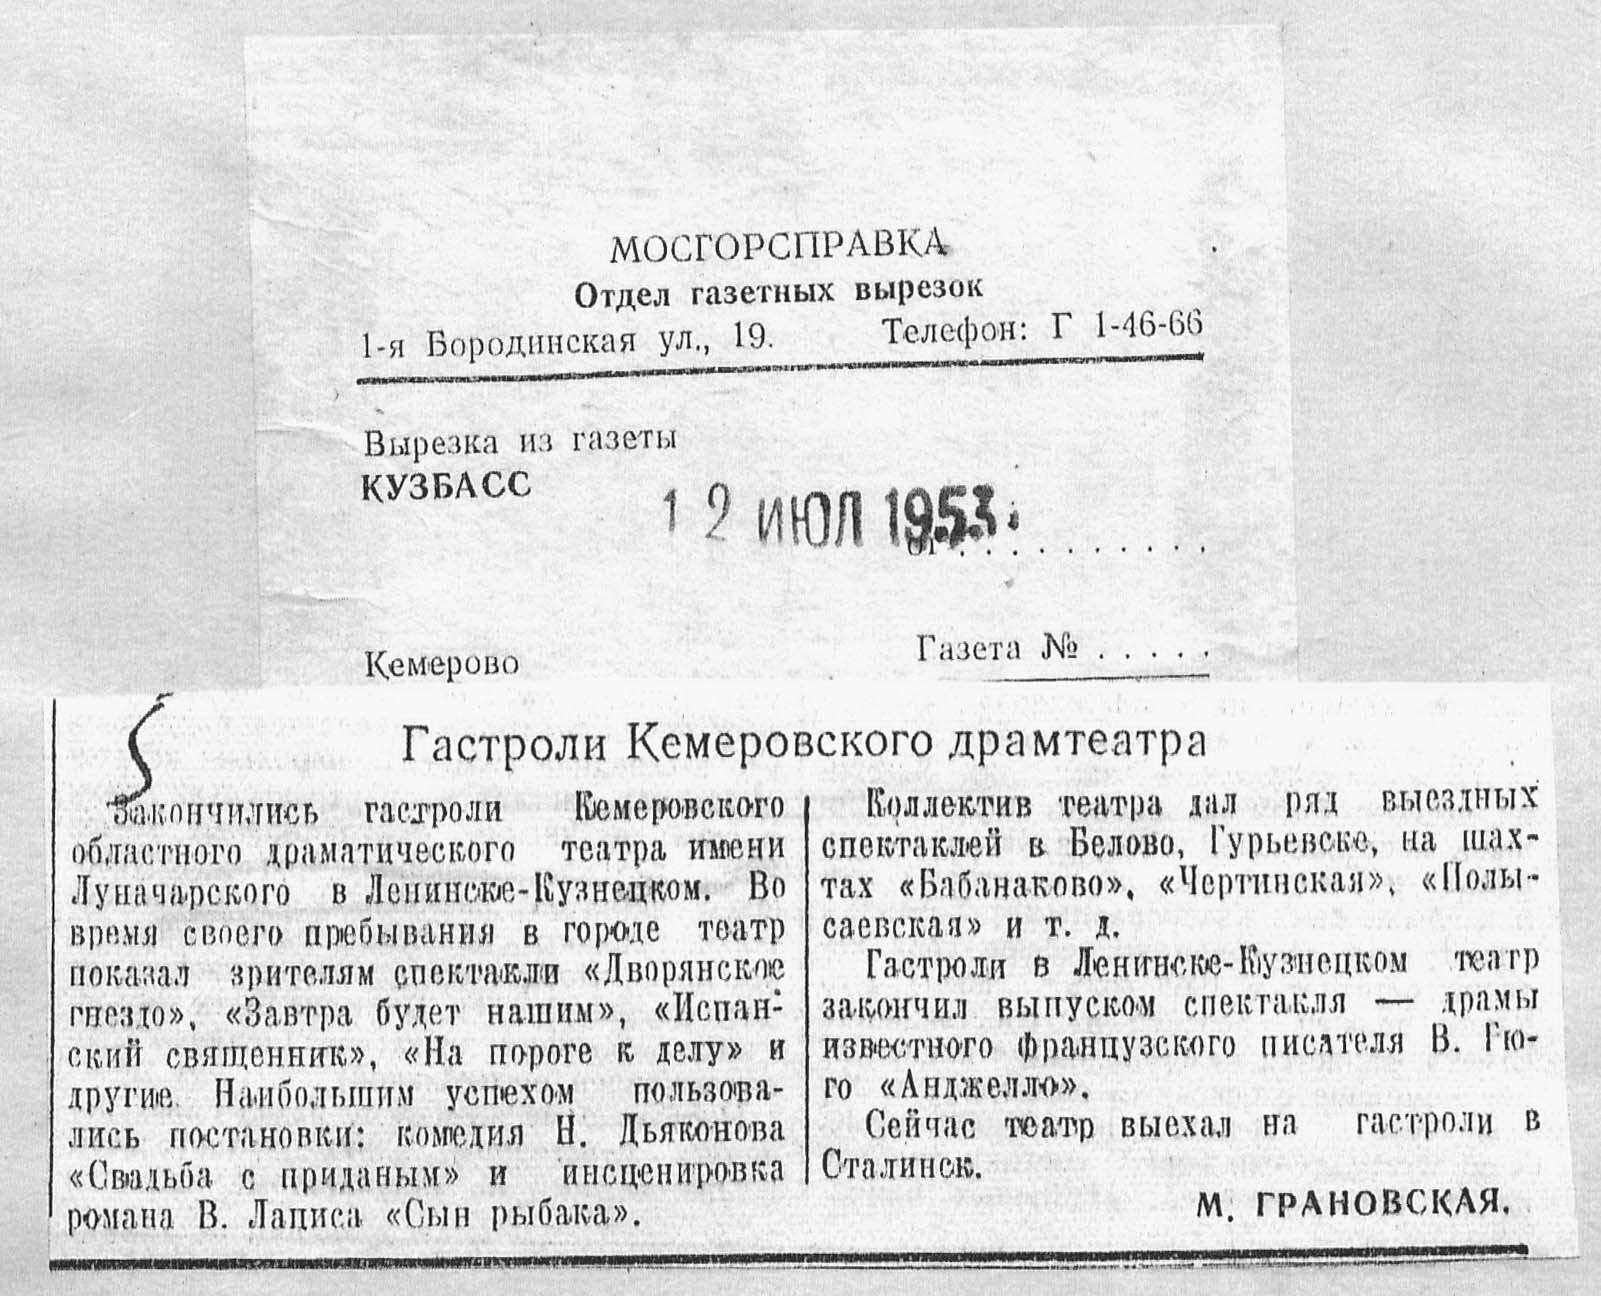 МОСГОРСПРАВКА
Отдел газетных вырезок
1-я Бородинская ул., 19. Телефон: Г 1-46-66
Вырезка из газеты
КУЗБАСС
12 ИЮЛ 1953
от . . . . . . . . . . .
Кемерово
Газета № . . . . .
5
Гастроли Кемеровского драмтеатра
Закончились гастроли Кемеровского
областного драматического театра имени
Луначарского в Ленинске-Кузнецком. Во
время своего пребывания в городе театр
показал зрителям спектакли «Дворянское
гнездо», «Завтра будет нашим», «Испан-
ский священник», «На пороге к делу» и
другие. Наибольшим успехом пользова-
лись постановки: комедия Н. Дьяконова
«Свадьба с приданым» и инсценировка
романа В. Лациса «Сын рыбака».
Коллектив театра дал ряд выездных
спектаклей в Белово, Гурьевске, на шах-
тах «Бабанаково», «Чертинская», «Полы-
саевская» и т. д.
Гастроли в Ленинске-Кузнецком театр
закончил выпуском спектакля — драмы
известного французского писателя В. Гю-
го «Анджелло».
Сейчас театр выехал на гастроли в
Сталинск.
М. ГРАНОВСКАЯ.